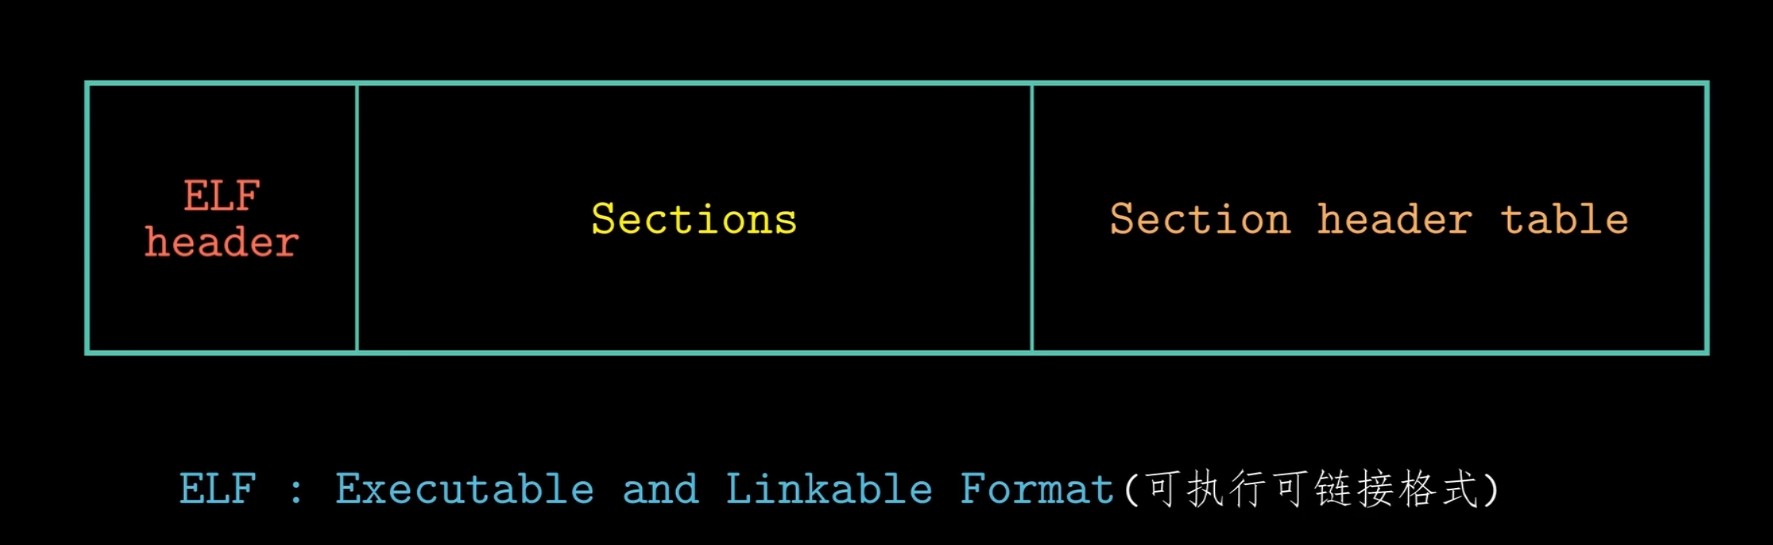 ELF
header
Sections
Section header table
ELF : Executable and Linkable Format(可执行可链接格式)